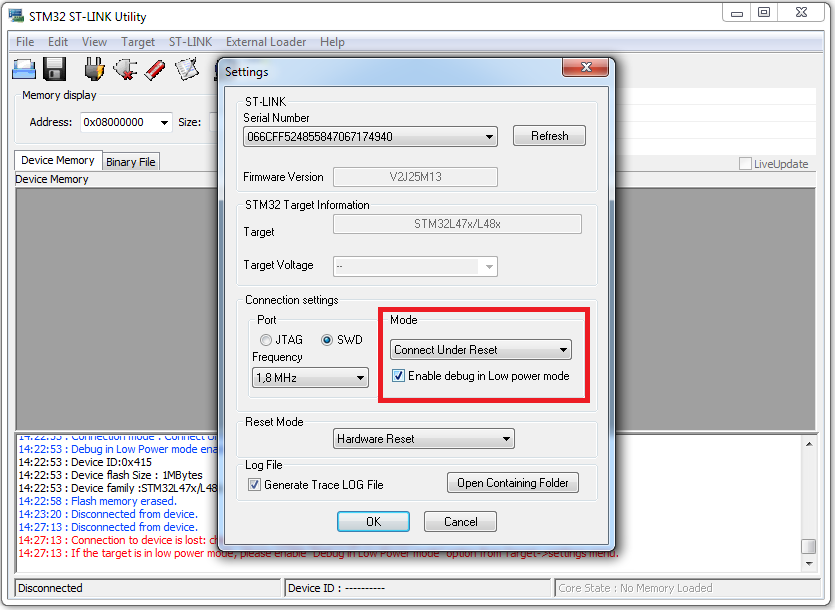 STM32 ST-LINK Utility
File Edit View Target ST-LINK External Loader Help
Memory display
Address: 0x08000000 Size:
LiveUpdate
Device Memory Binary File
Device Memory
Settings
ST-LINK
Serial Number
066CFF524855847067174940
Refresh
Firmware Version V2J25M13
STM32 Target Information
Target STM32L47x/L48x
Target Voltage --
Connection settings
Port
JTAG SWD
Frequency
1,8 MHz
Mode
Connect Under Reset
Enable debug in Low power mode
Reset Mode
Hardware Reset
Log File
Generate Trace LOG File
Open Containing Folder
OK Cancel
14:22:53 : Connection mode : Connect
14:22:53 : Debug in Low Power mode ena
14:22:53 : Device ID:0x415
14:22:53 : Device flash Size : 1MBytes
14:22:53 : Device family :STM32L47x/L48
14:22:58 : Flash memory erased.
14:23:20 : Disconnected from device.
14:27:13 : Disconnected from device.
14:27:13 : Connection to device is lost:
14:27:13 : If the target is in low power mode, please enable "Debug in Low Power mode" option from Target->settings menu.
Disconnected
Device ID : ----------
Core State : No Memory Loaded